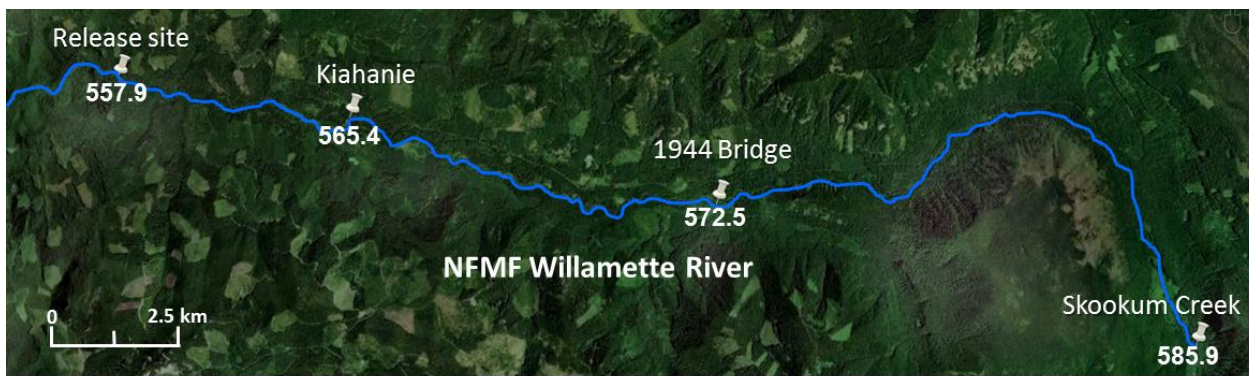 Release site
557.9
Kiahanie
565.4
1944 Bridge
572.5
NFMF Willamette River
Skookum Creek
585.9
0 2.5 km